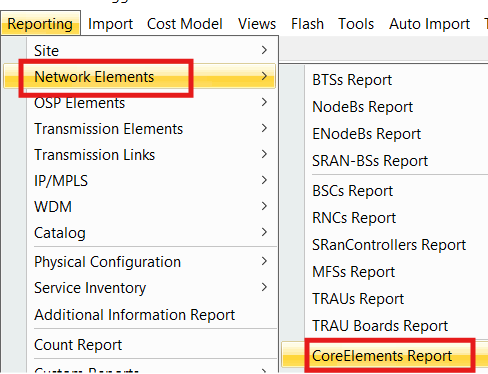 Reporting Import Cost Model Views Flash Tools Auto Import
Site
Network Elements
OSP Elements
Transmission Elements
Transmission Links
IP/MPLS
WDM
Catalog
Physical Configuration
Service Inventory
Additional Information Report
Count Report
Custom Reports
BTSs Report
NodeBs Report
ENodeBs Report
SRAN-BSs Report
BSCs Report
RNCs Report
SRanControllers Report
MFSs Report
TRAUs Report
TRAU Boards Report
CoreElements Report